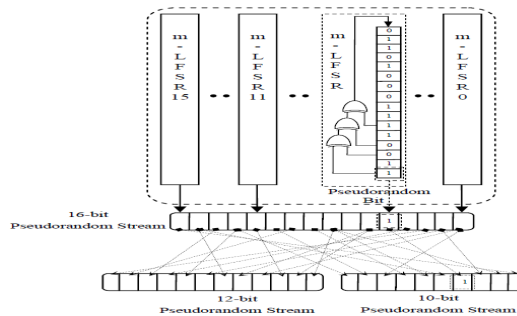 m-LFSR15
m-LFSR11
m-LFSR
0
1
1
0
1
0
0
0
1
1
1
1
0
0
1
1
m-LFSR0
Pseudorandom
Bit
16-bit
Pseudorandom Stream
1
1
12-bit
Pseudorandom Stream
10-bit
Pseudorandom Stream